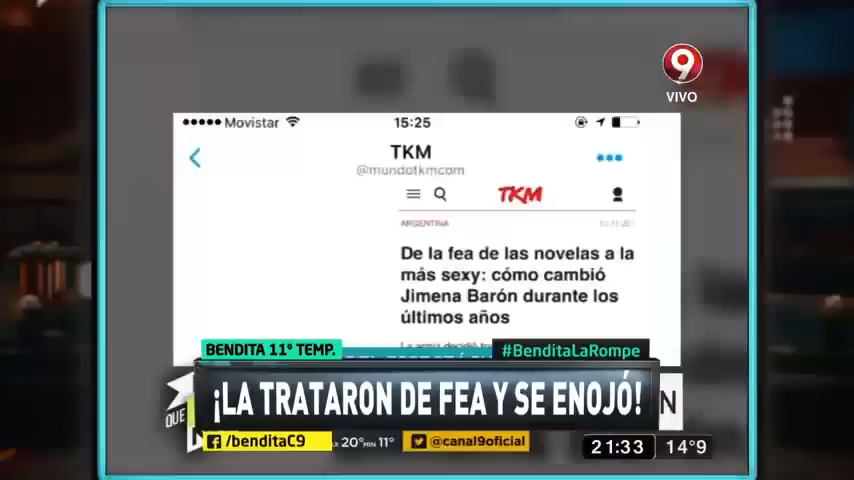 9
VIVO
Movistar
15:25
TKM
@mundotkmcom
TKM
ARGENTINA
De la fea de las novelas a la
más sexy: cómo cambió
Jimena Barón durante los
últimos años
BENDITA 11° TEMP.
#BenditaLaRompe
¡LA TRATARON DE FEA Y SE ENOJÓ!
QUE
N
f/benditaC9
20° MIN 11°
@canal9oficial
21:33
14°9